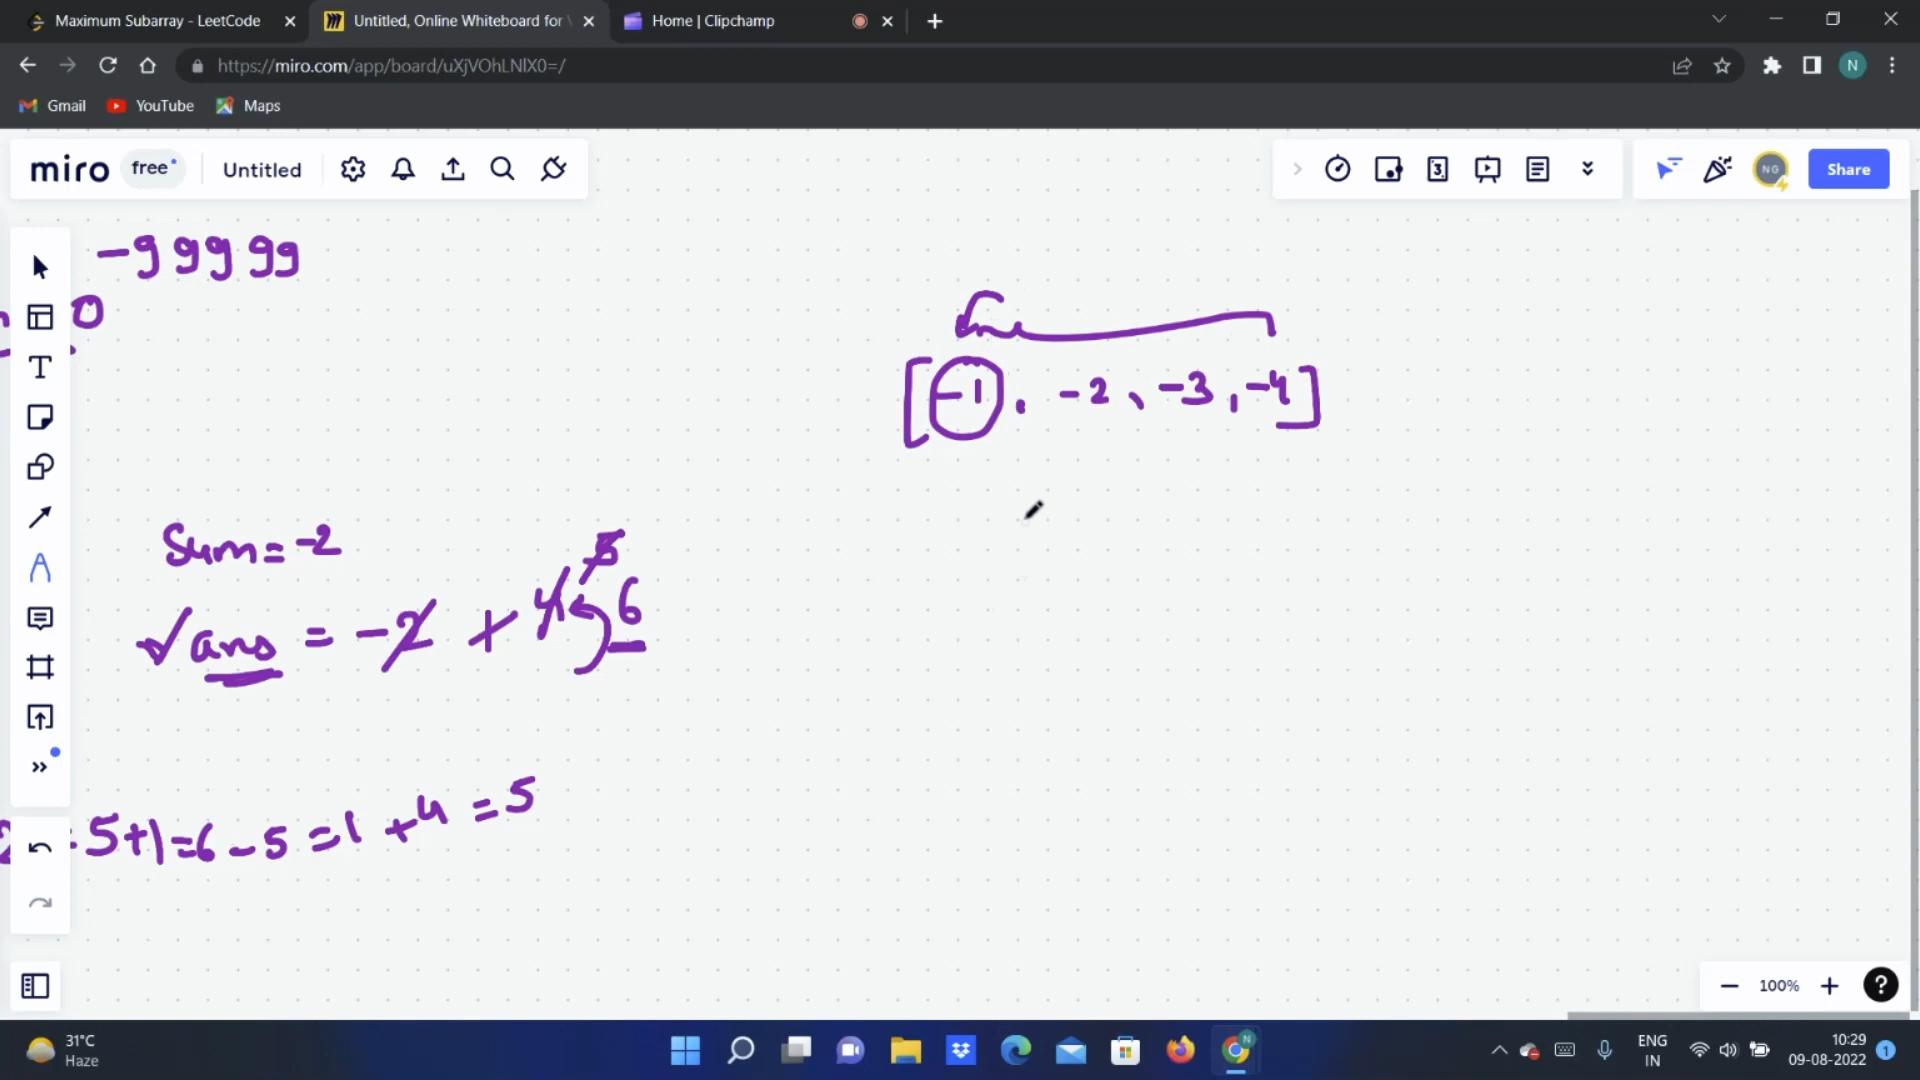 Maximum Subarray - LeetCode
Untitled, Online Whiteboard for
Home | Clipchamp
https://miro.com/app/board/uXjVOhLNlX0=/
N
Gmail
YouTube
Maps
miro
free
Untitled
NG
Share
-99999
0
[-1, -2, -3, -4]
Sum = -2
ans = -2 + 4 5 6
5+1=6-5=1+4=5
100%
31°C
Haze
ENG
IN
10:29
09-08-2022
1